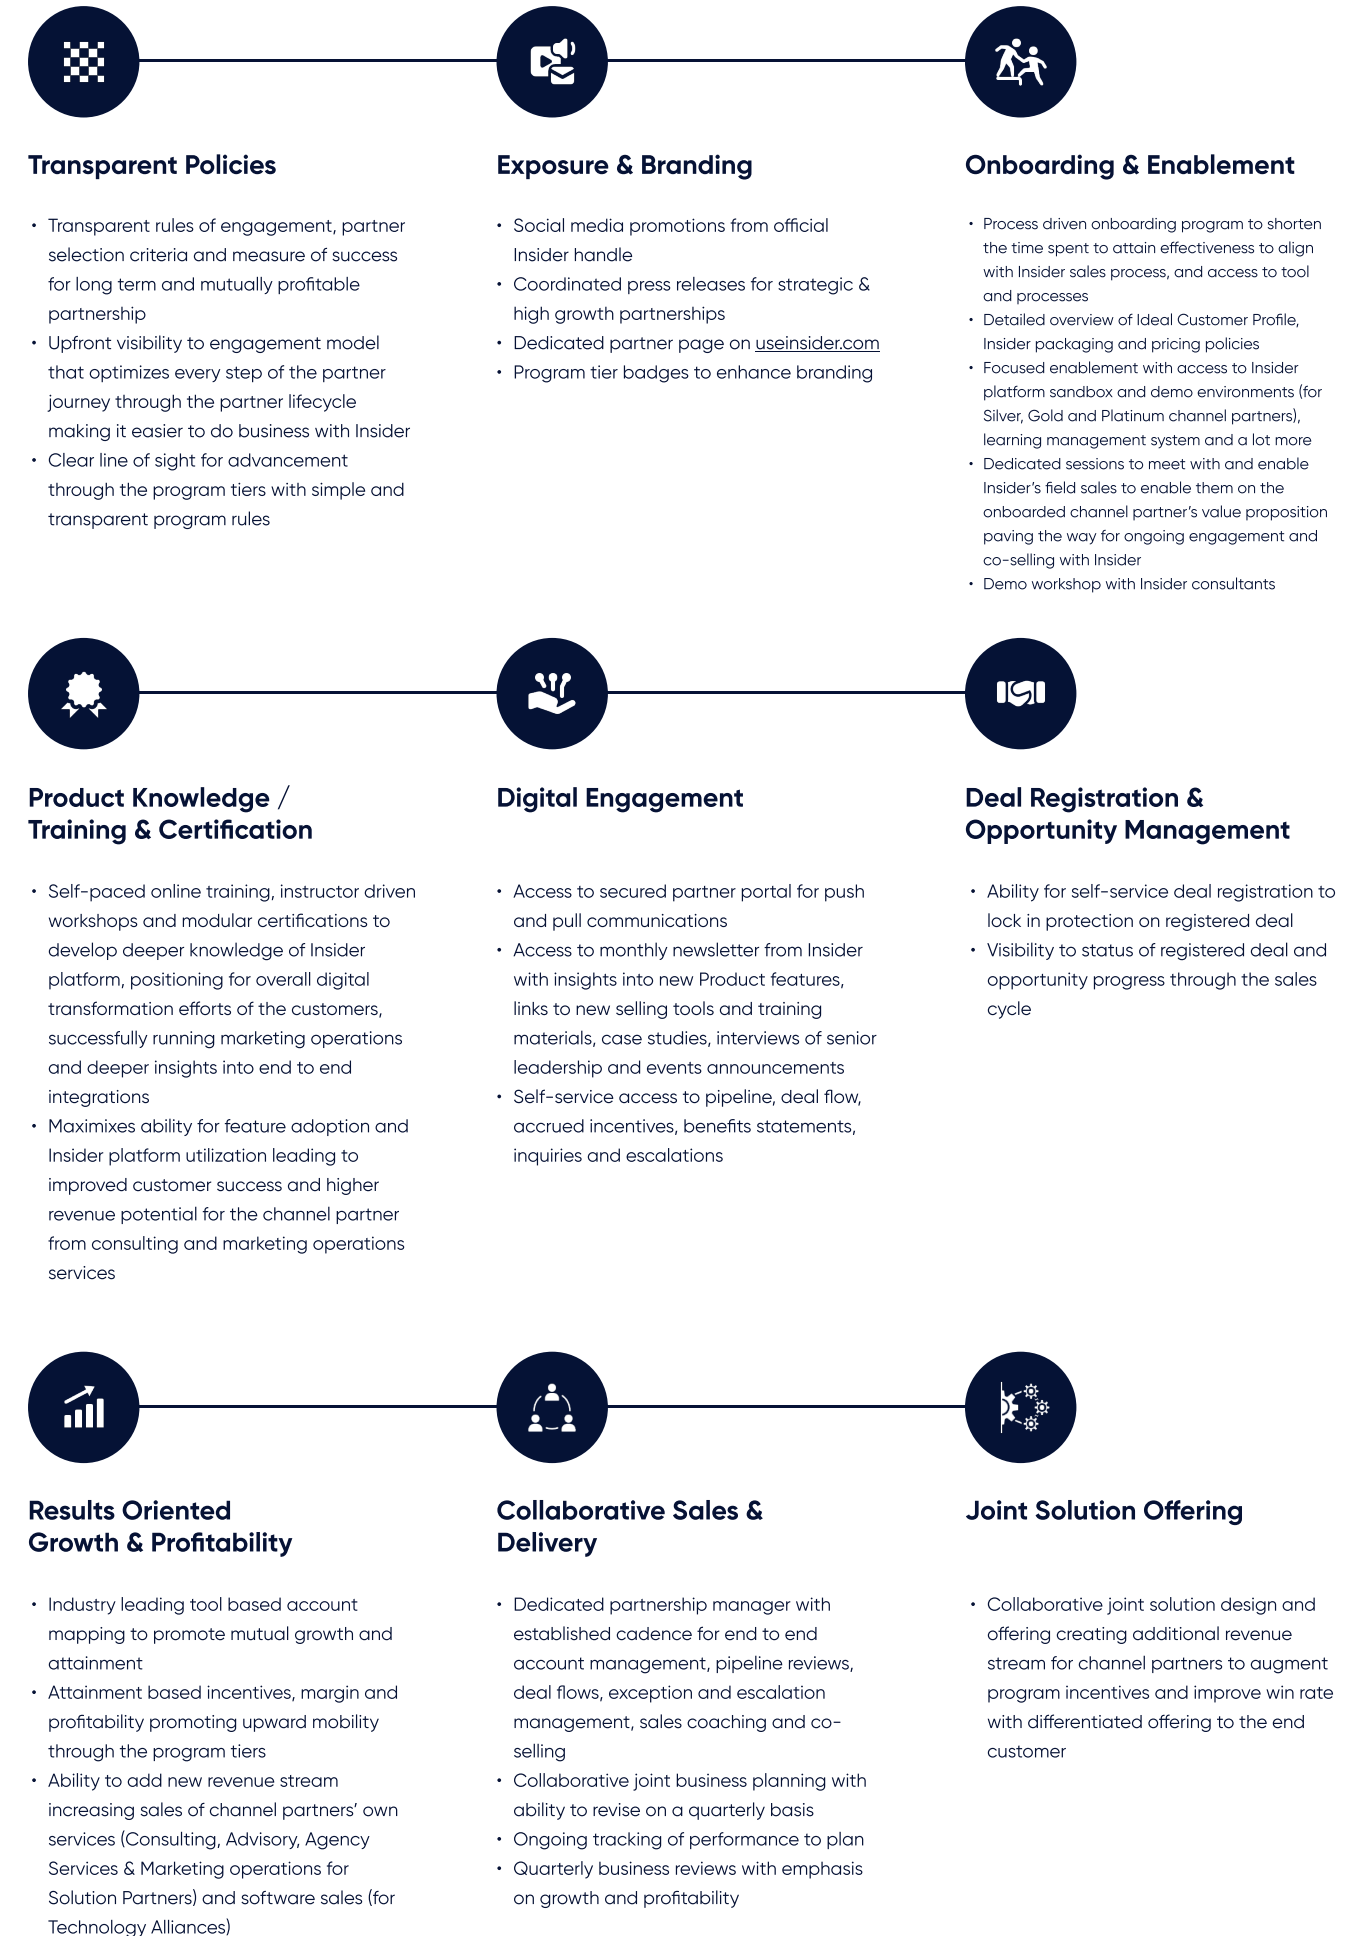 Transparent Policies
• Transparent rules of engagement, partner
selection criteria and measure of success
for long term and mutually profitable
partnership
• Upfront visibility to engagement model
that optimizes every step of the partner
journey through the partner lifecycle
making it easier to do business with Insider
• Clear line of sight for advancement
through the program tiers with simple and
transparent program rules
Exposure & Branding
• Social media promotions from official
Insider handle
• Coordinated press releases for strategic &
high growth partnerships
• Dedicated partner page on useinsider.com
• Program tier badges to enhance branding
Onboarding & Enablement
• Process driven onboarding program to shorten
the time spent to attain effectiveness to align
with Insider sales process, and access to tool
and processes
• Detailed overview of Ideal Customer Profile,
Insider packaging and pricing policies
• Focused enablement with access to Insider
platform sandbox and demo environments (for
Silver, Gold and Platinum channel partners),
learning management system and a lot more
• Dedicated sessions to meet with and enable
Insider’s field sales to enable them on the
onboarded channel partner’s value proposition
paving the way for ongoing engagement and
co-selling with Insider
• Demo workshop with Insider consultants
Product Knowledge /
Training & Certification
• Self-paced online training, instructor driven
workshops and modular certifications to
develop deeper knowledge of Insider
platform, positioning for overall digital
transformation efforts of the customers,
successfully running marketing operations
and deeper insights into end to end
integrations
• Maximixes ability for feature adoption and
Insider platform utilization leading to
improved customer success and higher
revenue potential for the channel partner
from consulting and marketing operations
services
Digital Engagement
• Access to secured partner portal for push
and pull communications
• Access to monthly newsletter from Insider
with insights into new Product features,
links to new selling tools and training
materials, case studies, interviews of senior
leadership and events announcements
• Self-service access to pipeline, deal flow,
accrued incentives, benefits statements,
inquiries and escalations
Deal Registration &
Opportunity Management
• Ability for self-service deal registration to
lock in protection on registered deal
• Visibility to status of registered deal and
opportunity progress through the sales
cycle
Results Oriented
Growth & Profitability
• Industry leading tool based account
mapping to promote mutual growth and
attainment
• Attainment based incentives, margin and
profitability promoting upward mobility
through the program tiers
• Ability to add new revenue stream
increasing sales of channel partners’ own
services (Consulting, Advisory, Agency
Services & Marketing operations for
Solution Partners) and software sales (for
Technology Alliances)
Collaborative Sales &
Delivery
• Dedicated partnership manager with
established cadence for end to end
account management, pipeline reviews,
deal flows, exception and escalation
management, sales coaching and co-
selling
• Collaborative joint business planning with
ability to revise on a quarterly basis
• Ongoing tracking of performance to plan
• Quarterly business reviews with emphasis
on growth and profitability
Joint Solution Offering
• Collaborative joint solution design and
offering creating additional revenue
stream for channel partners to augment
program incentives and improve win rate
with differentiated offering to the end
customer